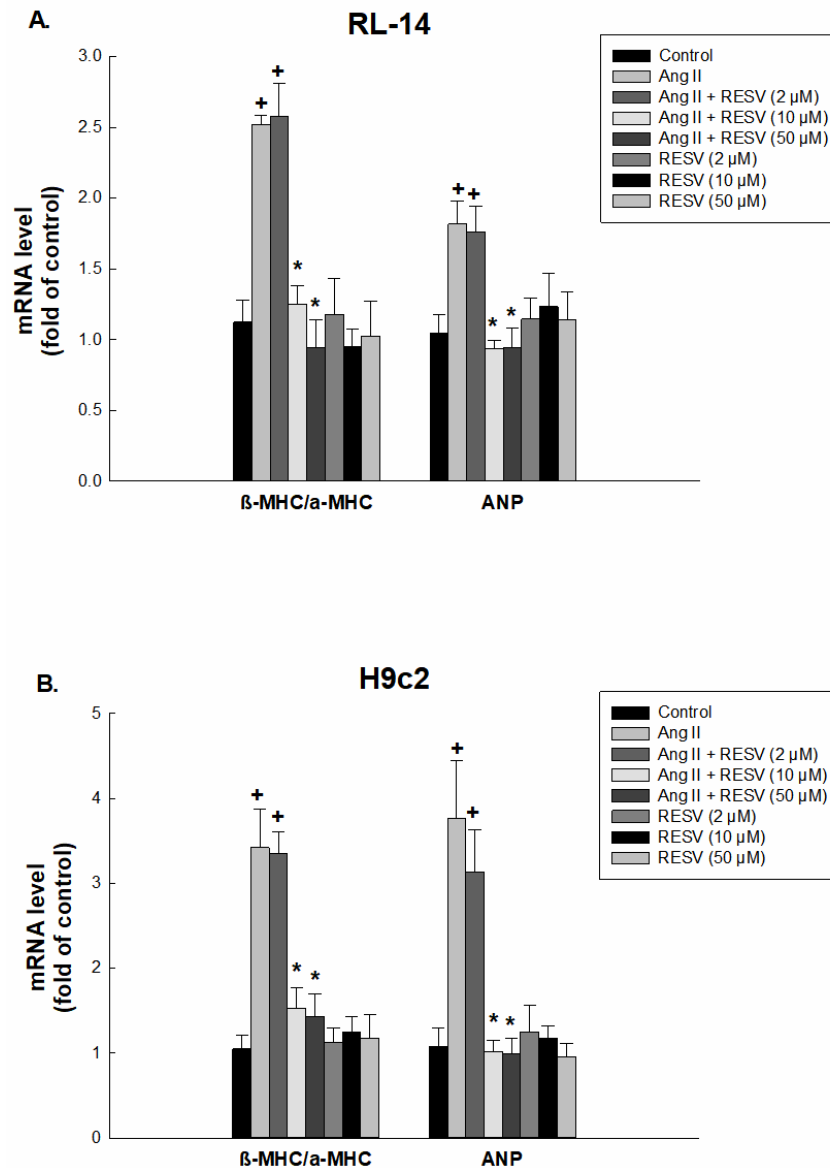 A.
RL-14
mRNA level
(fold of control)
3.0
2.5
2.0
1.5
1.0
0.5
0.0
+
+
*
*
+
+
*
*
ß-MHC/a-MHC
ANP
Control
Ang II
Ang II + RESV (2 µM)
Ang II + RESV (10 µM)
Ang II + RESV (50 µM)
RESV (2 µM)
RESV (10 µM)
RESV (50 µM)
B.
H9c2
mRNA level
(fold of control)
5
4
3
2
1
0
+
+
*
*
+
+
*
*
ß-MHC/a-MHC
ANP
Control
Ang II
Ang II + RESV (2 µM)
Ang II + RESV (10 µM)
Ang II + RESV (50 µM)
RESV (2 µM)
RESV (10 µM)
RESV (50 µM)